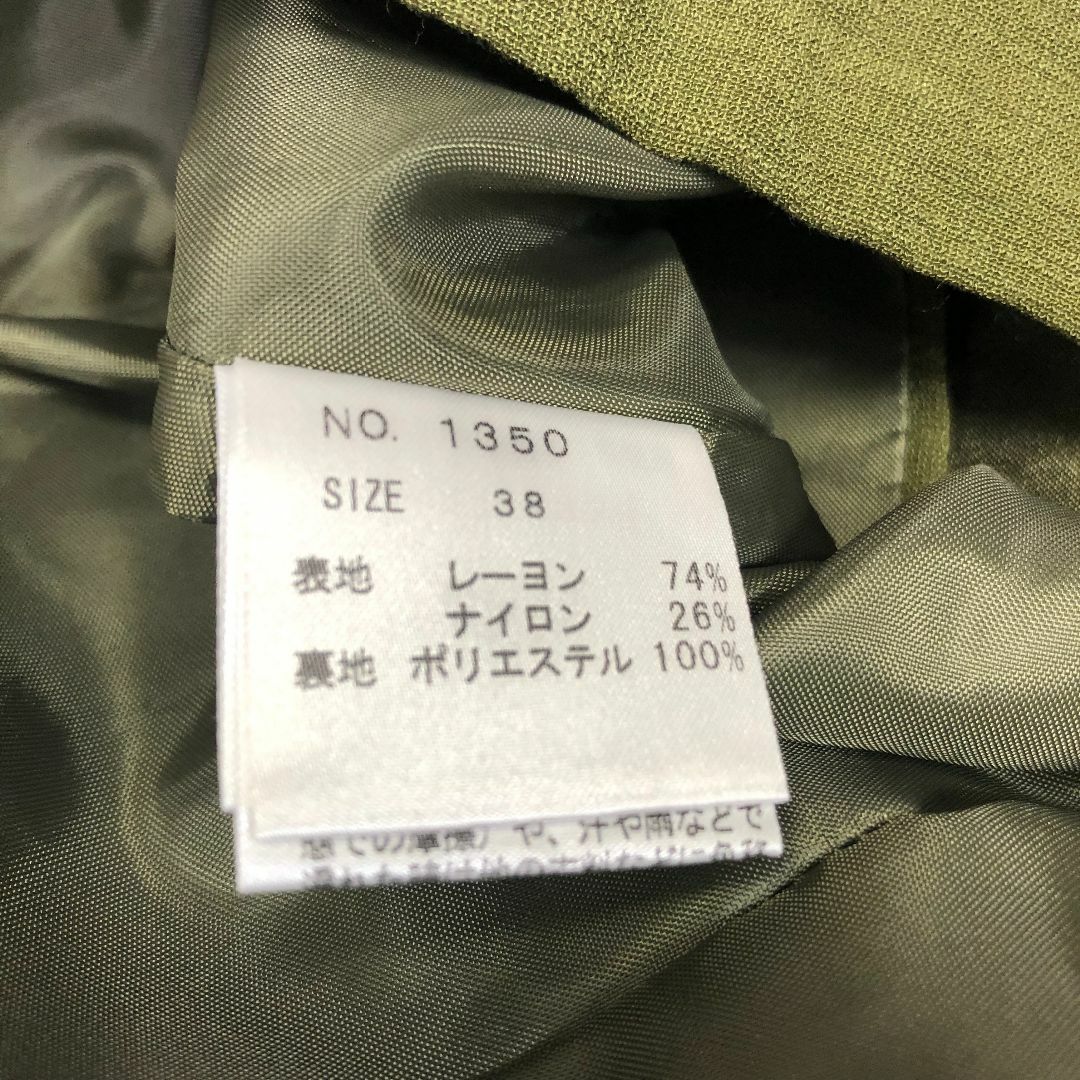 NO. 1350
SIZE 38
表地 レーヨン 74%
ナイロン 26%
裏地 ポリエステル 100%
や、汗や雨などで